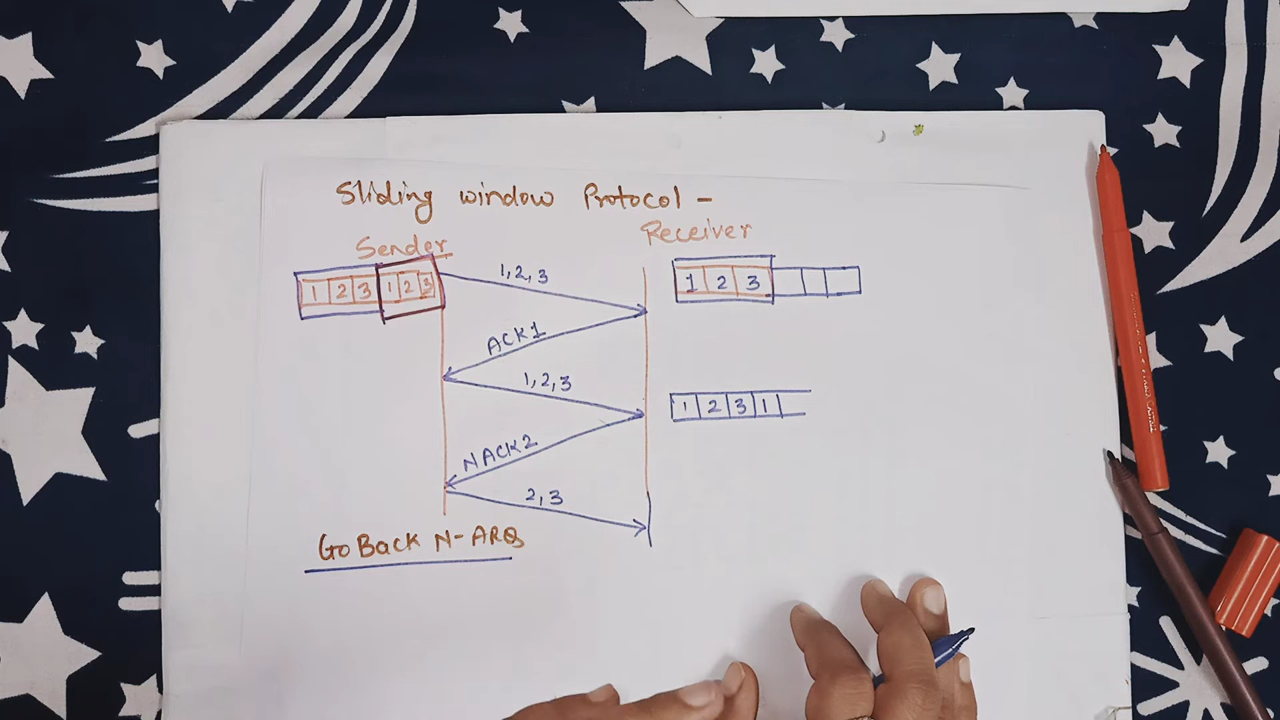 Sliding window Protocol -
Sender
Receiver
1 2 3 1 2 3
1,2,3
1 2 3
ACK1
1,2,3
1 2 3 1
NACK2
2,3
GoBack N-ARQ